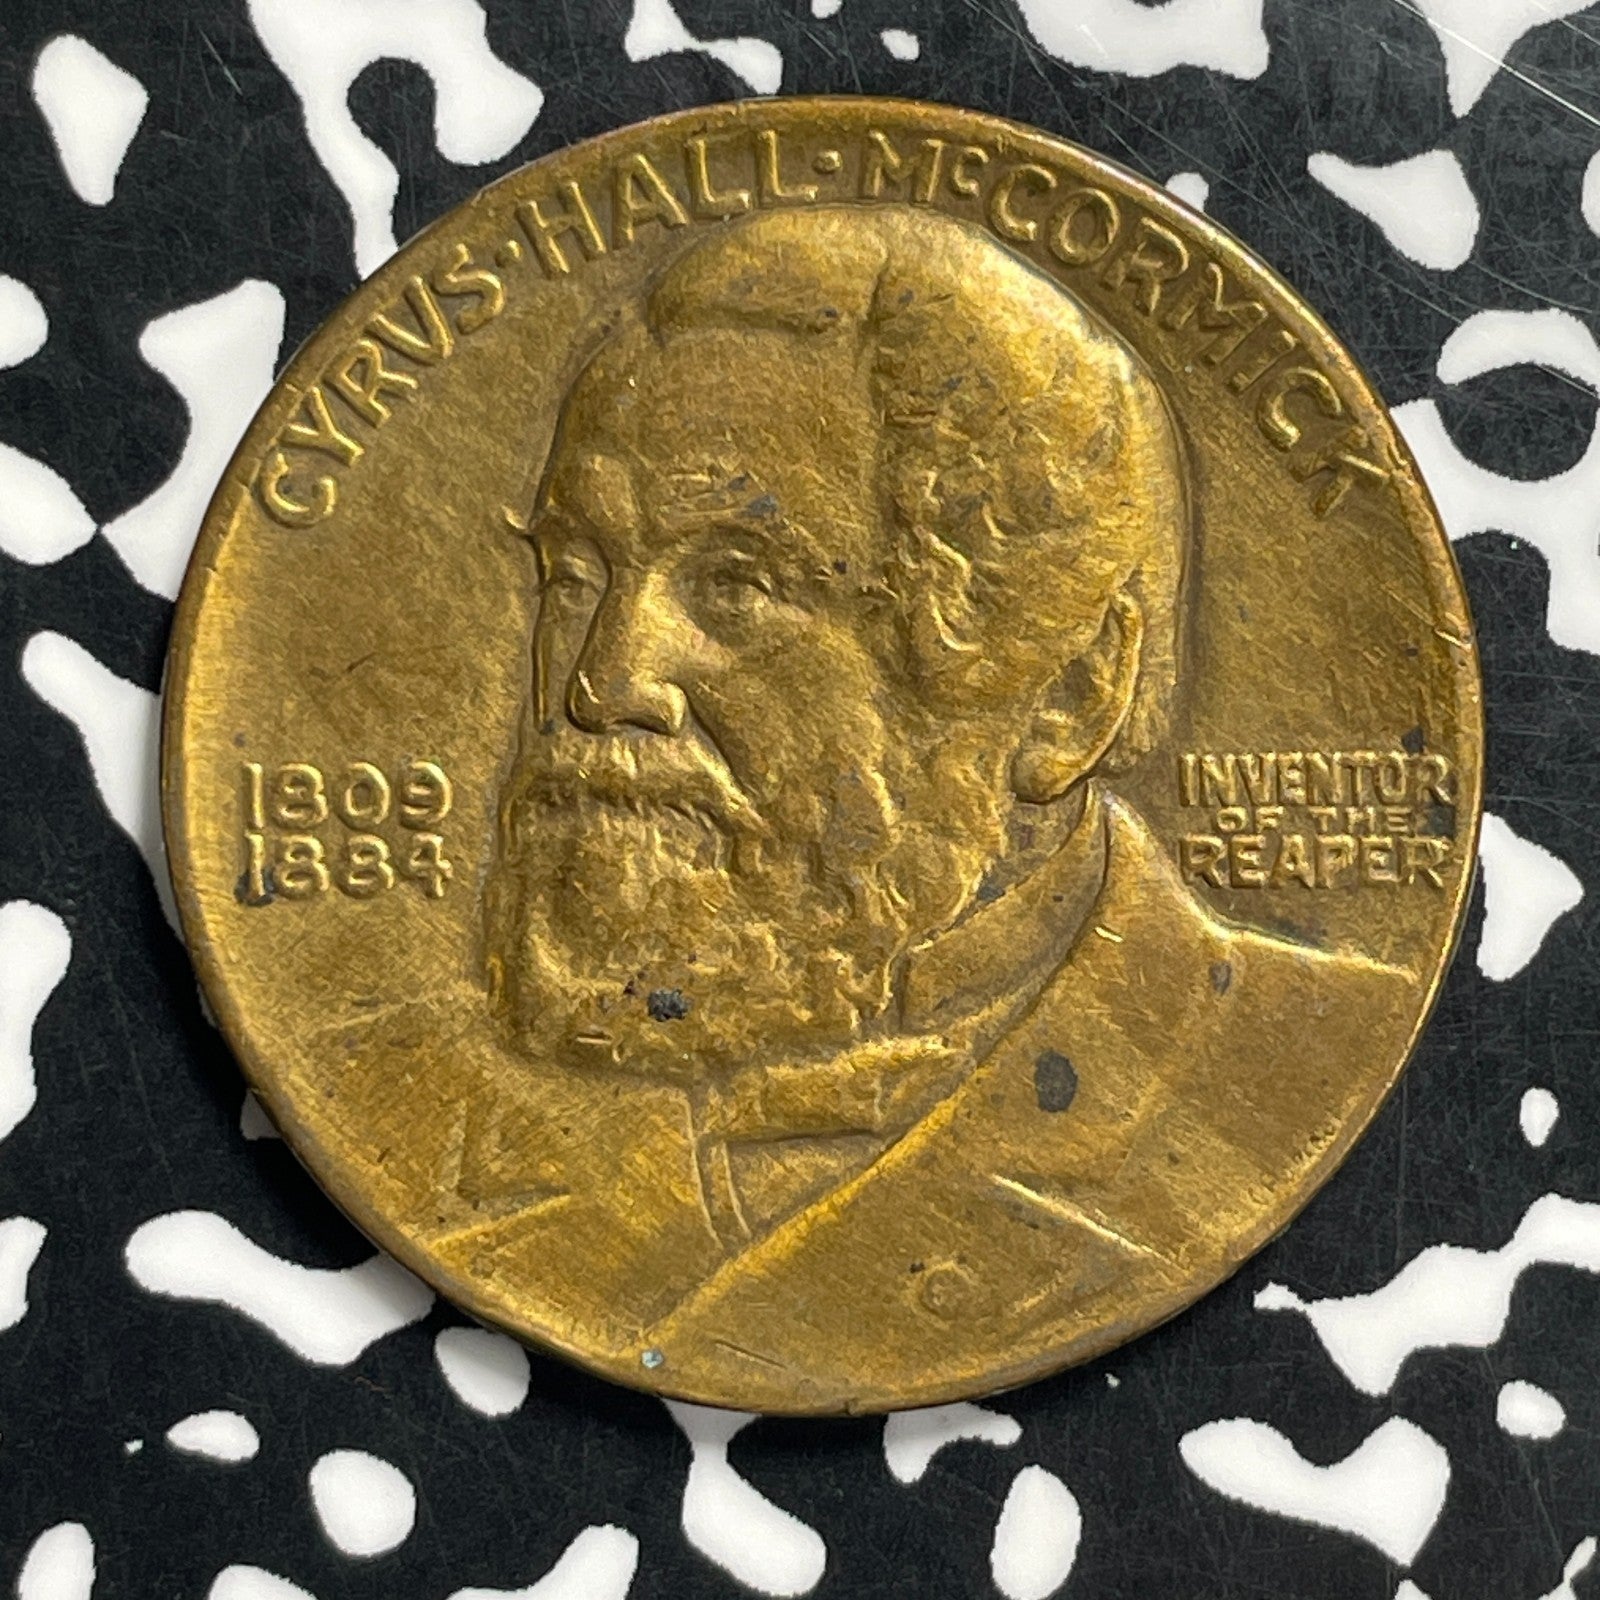 CYRVS·HALL·McCORMICK
1809
1884
INVENTOR
OF THE
REAPER